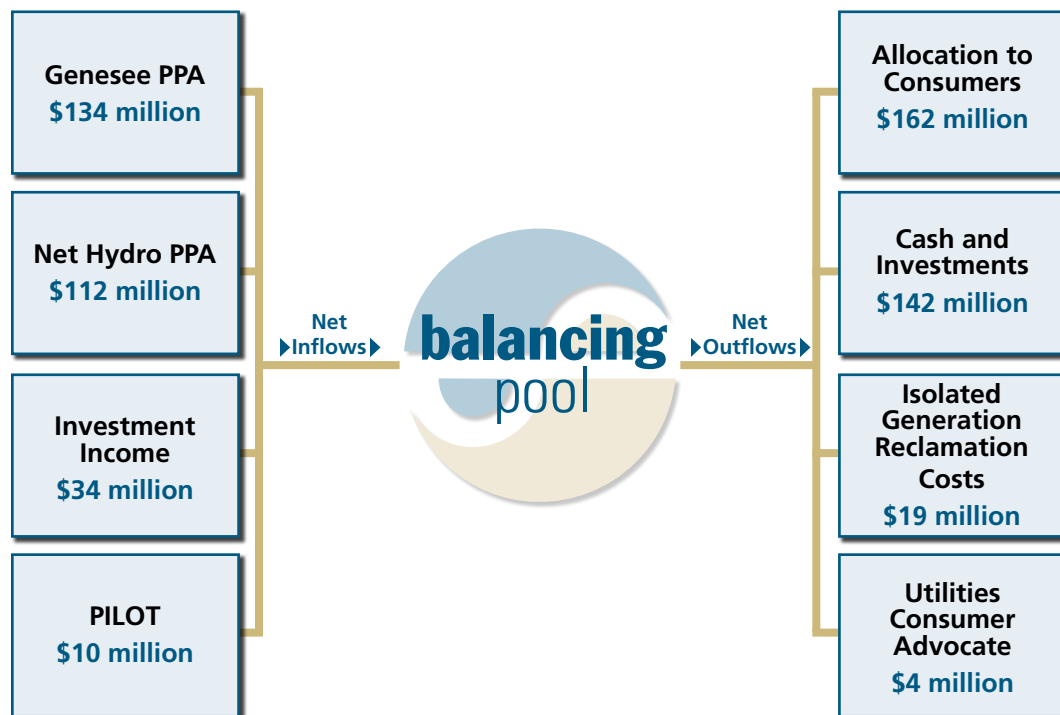 Genesee PPA
$134 million
Net Hydro PPA
$112 million
Investment
Income
$34 million
PILOT
$10 million
Net
Inflows
balancing
pool
Net
Outflows
Allocation to
Consumers
$162 million
Cash and
Investments
$142 million
Isolated
Generation
Reclamation
Costs
$19 million
Utilities
Consumer
Advocate
$4 million